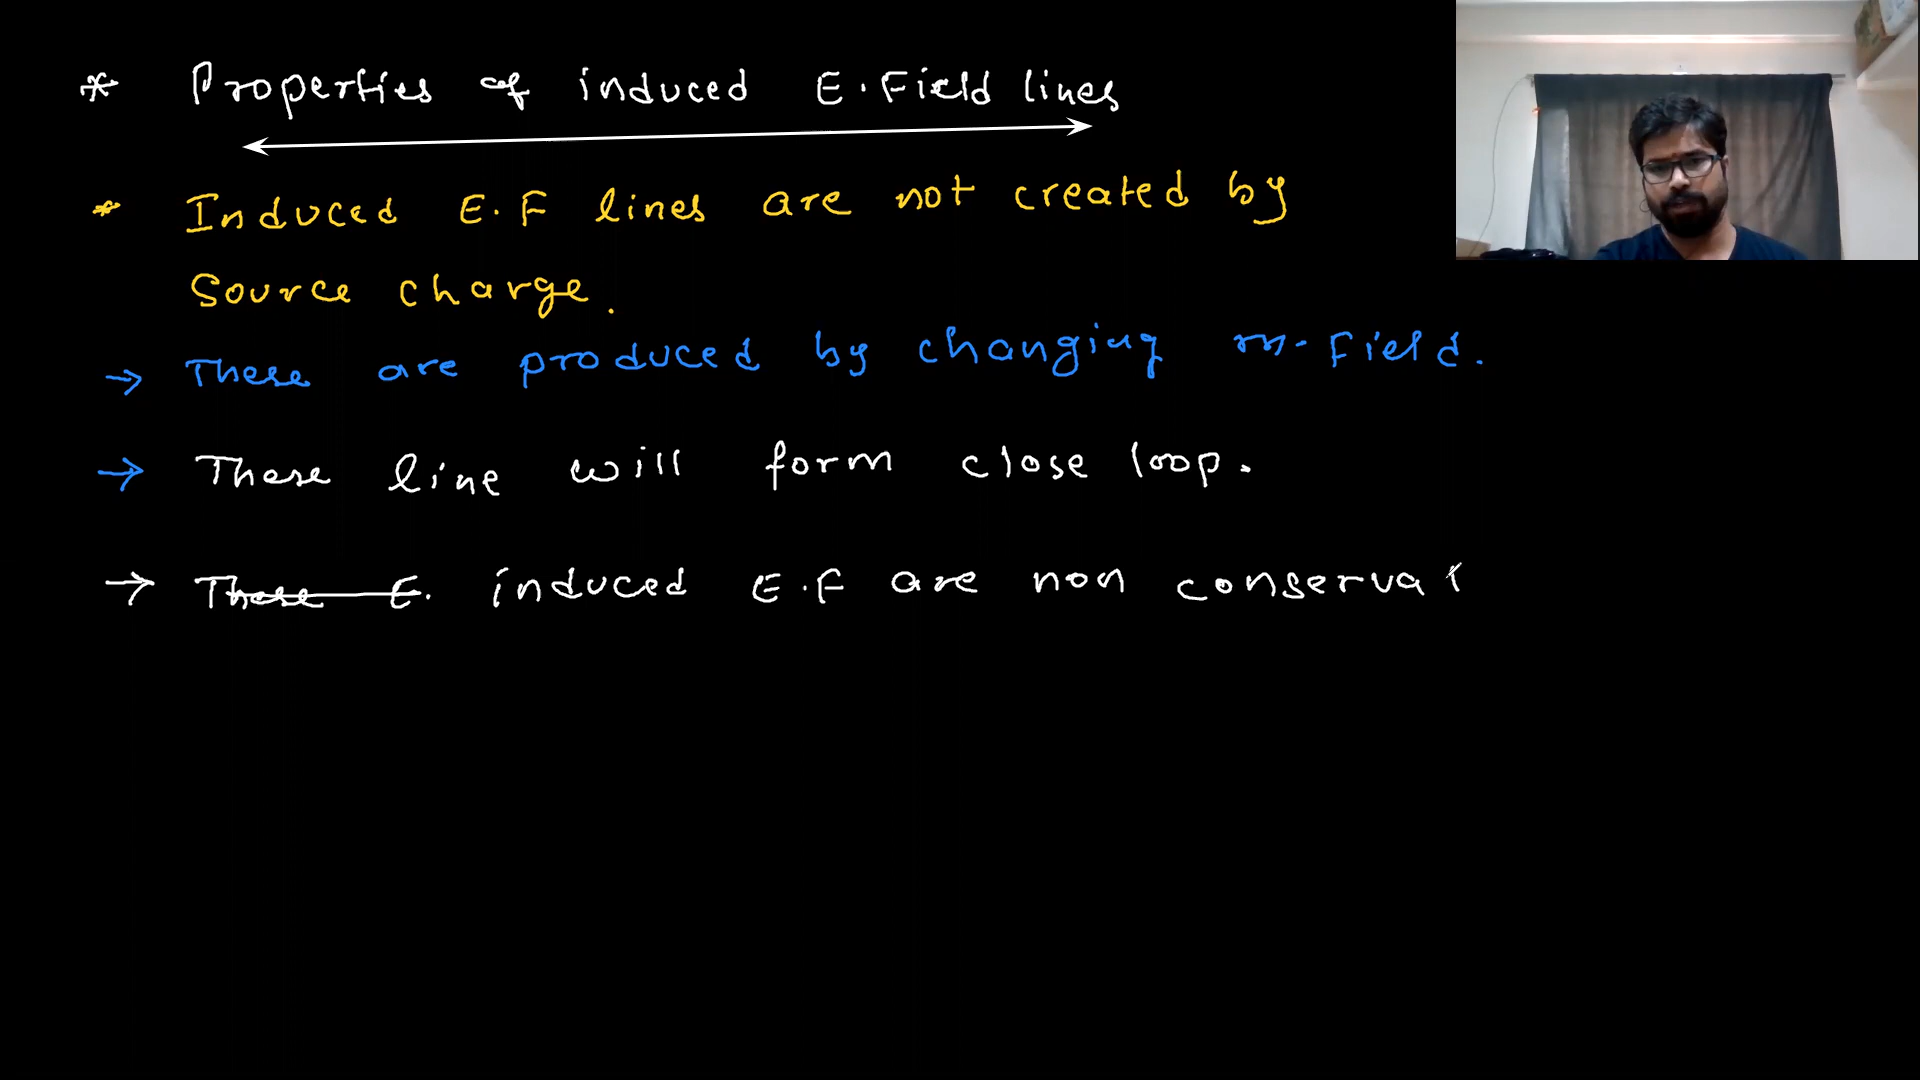 * Properties of induced E.Field lines
* Induced E.F lines are not created by
Source charge.
→ These are produced by changing m. Field.
→ These line will form close loop.
→ These E. induced E.F are non conservat